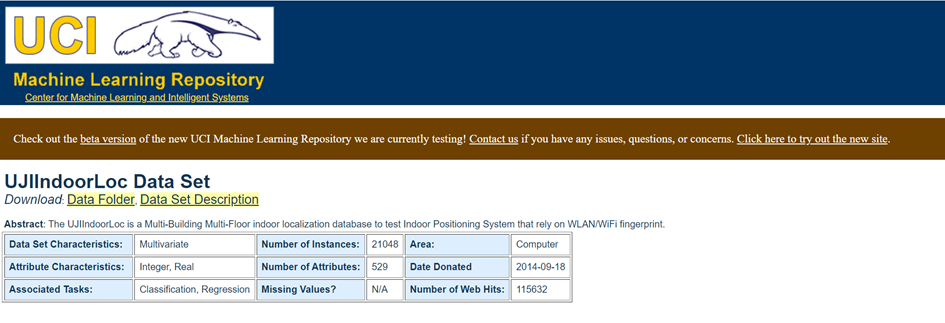 UCI
Machine Learning Repository
Center for Machine Learning and Intelligent Systems
Check out the beta version of the new UCI Machine Learning Repository we are currently testing! Contact us if you have any issues, questions, or concerns. Click here to try out the new site.
UJIIndoorLoc Data Set
Download: Data Folder, Data Set Description
Abstract: The UJIIndoorLoc is a Multi-Building Multi-Floor indoor localization database to test Indoor Positioning System that rely on WLAN/WiFi fingerprint.
Data Set Characteristics: Multivariate Number of Instances: 21048 Area: Computer
Attribute Characteristics: Integer, Real Number of Attributes: 529 Date Donated 2014-09-18
Associated Tasks: Classification, Regression Missing Values? N/A Number of Web Hits: 115632